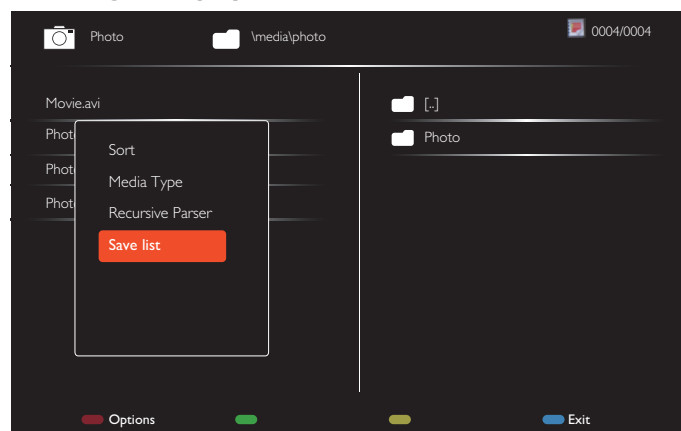 Photo \media\photo 0004/0004
Movie.avi
[..]
Phot
Photo
Phot
Phot
Sort
Media Type
Recursive Parser
Save list
Options Exit